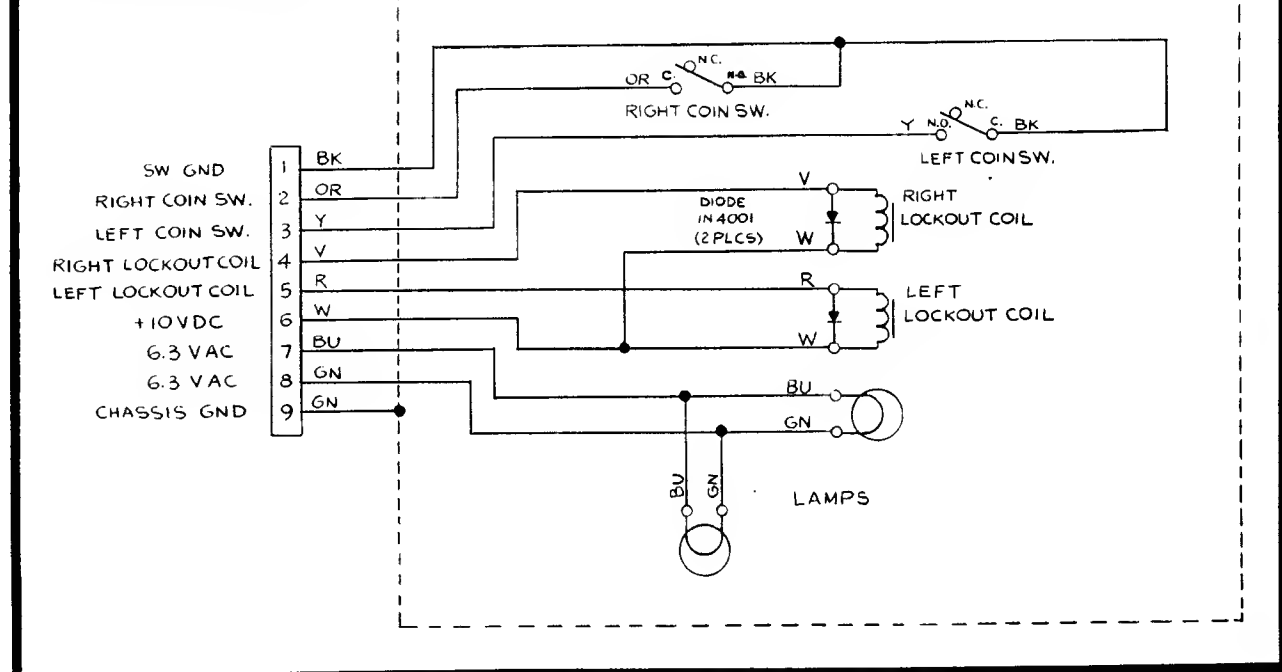 N.C.
OR C. N.O. BK
RIGHT COIN SW.
N.C.
Y N.O. C. BK
LEFT COIN SW.
SW GND 1 BK
RIGHT COIN SW. 2 OR
LEFT COIN SW. 3 Y
RIGHT LOCKOUT COIL 4 V
LEFT LOCKOUT COIL 5 R
+10VDC 6 W
6.3 VAC 7 BU
6.3 VAC 8 GN
CHASSIS GND 9 GN
V
DIODE
IN4001
(2 PLCS)
W
RIGHT
LOCKOUT COIL
R
W
LEFT
LOCKOUT COIL
BU
GN
BU
GN
LAMPS